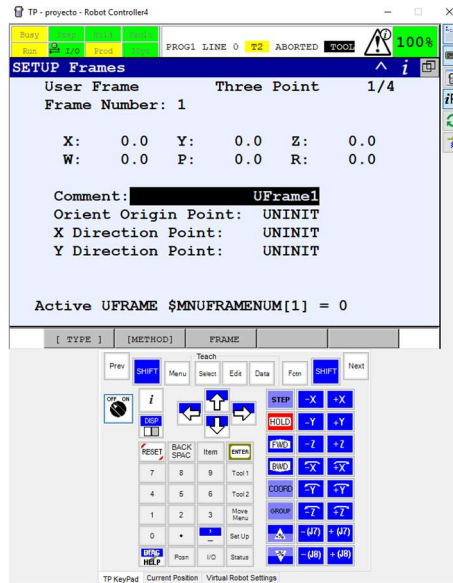 TP - proyecto - Robot Controller4
Busy Step Hold Fault
Run I/O Prod TCyc
PROG1 LINE 0 T2 ABORTED TOOL 100%
SETUP Frames i
User Frame Three Point 1/4
Frame Number: 1
X: 0.0 Y: 0.0 Z: 0.0
W: 0.0 P: 0.0 R: 0.0
Comment: UFrame1
Orient Origin Point: UNINIT
X Direction Point: UNINIT
Y Direction Point: UNINIT
Active UFRAME $MNUFRAMENUM[1] = 0
[ TYPE ] [METHOD] FRAME
Teach
Prev SHIFT Menu Select Edit Data Fctn SHIFT Next
OFF ON i STEP -X +X
DISP HOLD -Y +Y
RESET BACK SPAC Item ENTER FWD -Z +Z
7 8 9 Tool 1 BWD -X +X
4 5 6 Tool 2 COORD -Y +Y
1 2 3 Move Menu GROUP -Z +Z
0 . - Set Up - (J7) + (J7)
DIAG HELP Posn I/O Status - (J8) + (J8)
TP KeyPad Current Position Virtual Robot Settings